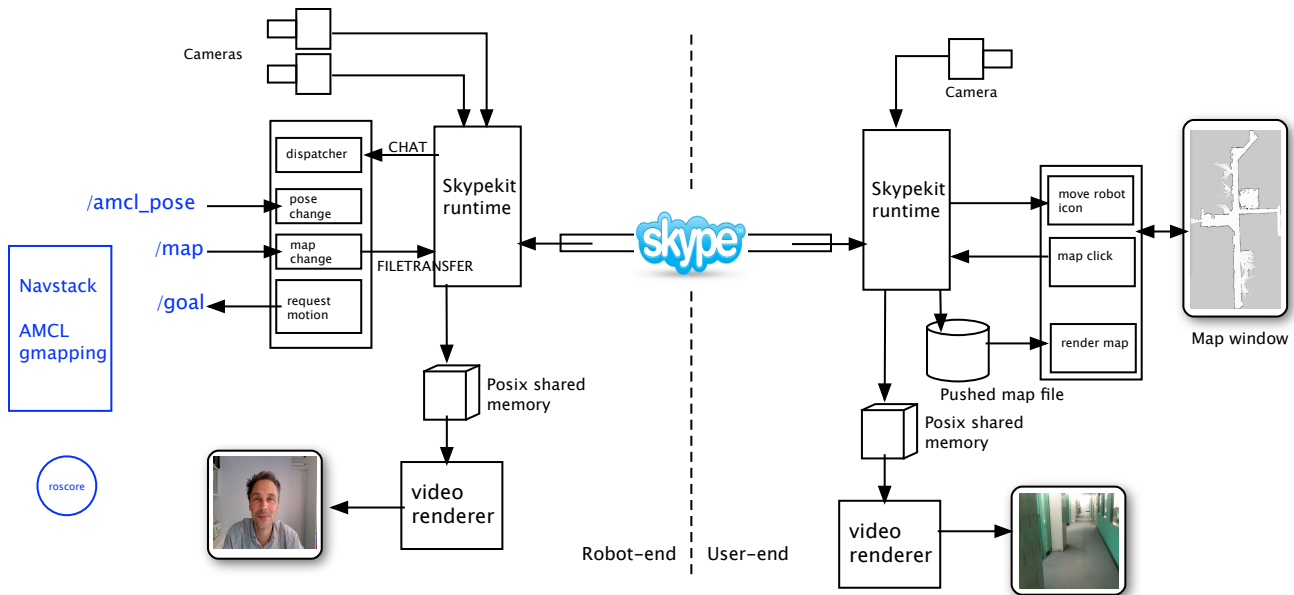 Cameras
dispatcher
CHAT
pose
change
map
change
FILETRANSFER
request
motion
/amcl_pose
/map
/goal
Navstack
AMCL
gmapping
roscore
Skypekit
runtime
Posix shared
memory
video
renderer
Robot-end
User-end
skype
TM
Camera
Skypekit
runtime
move robot
icon
map click
render map
Map window
Pushed map file
Posix shared
memory
video
renderer